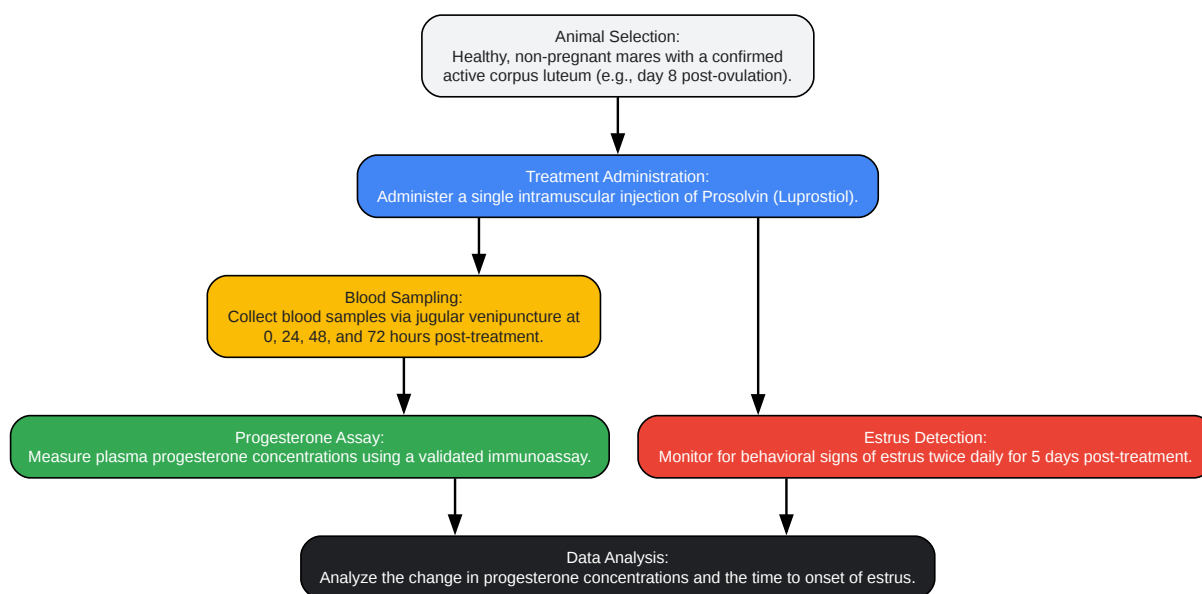 Animal Selection:
Healthy, non-pregnant mares with a confirmed
active corpus luteum (e.g., day 8 post-ovulation).
Treatment Administration:
Administer a single intramuscular injection of Prosolvin (Luprostiol).
Blood Sampling:
Collect blood samples via jugular venipuncture at
0, 24, 48, and 72 hours post-treatment.
Progesterone Assay:
Measure plasma progesterone concentrations using a validated immunoassay.
Estrus Detection:
Monitor for behavioral signs of estrus twice daily for 5 days post-treatment.
Data Analysis:
Analyze the change in progesterone concentrations and the time to onset of estrus.